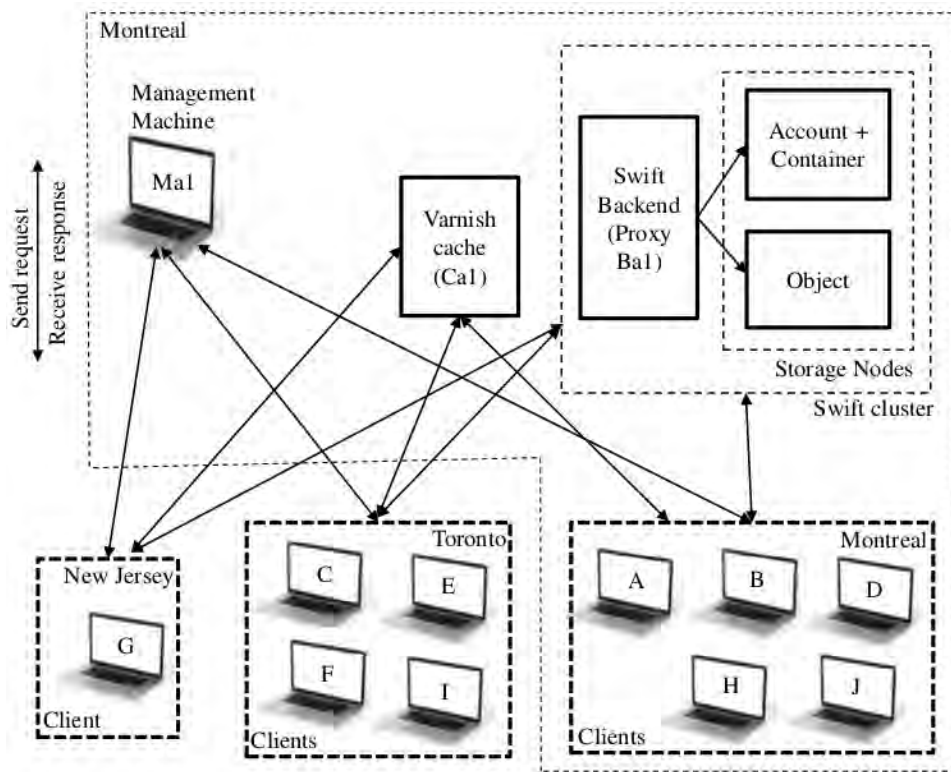 Montreal
Management
Machine
Ma1
Send request
Receive response
Varnish
cache
(Ca1)
Swift
Backend
(Proxy
Ba1)
Account +
Container
Object
Storage Nodes
Swift cluster
New Jersey
G
Client
Toronto
C
E
F
I
Clients
Montreal
A
B
D
H
J
Clients